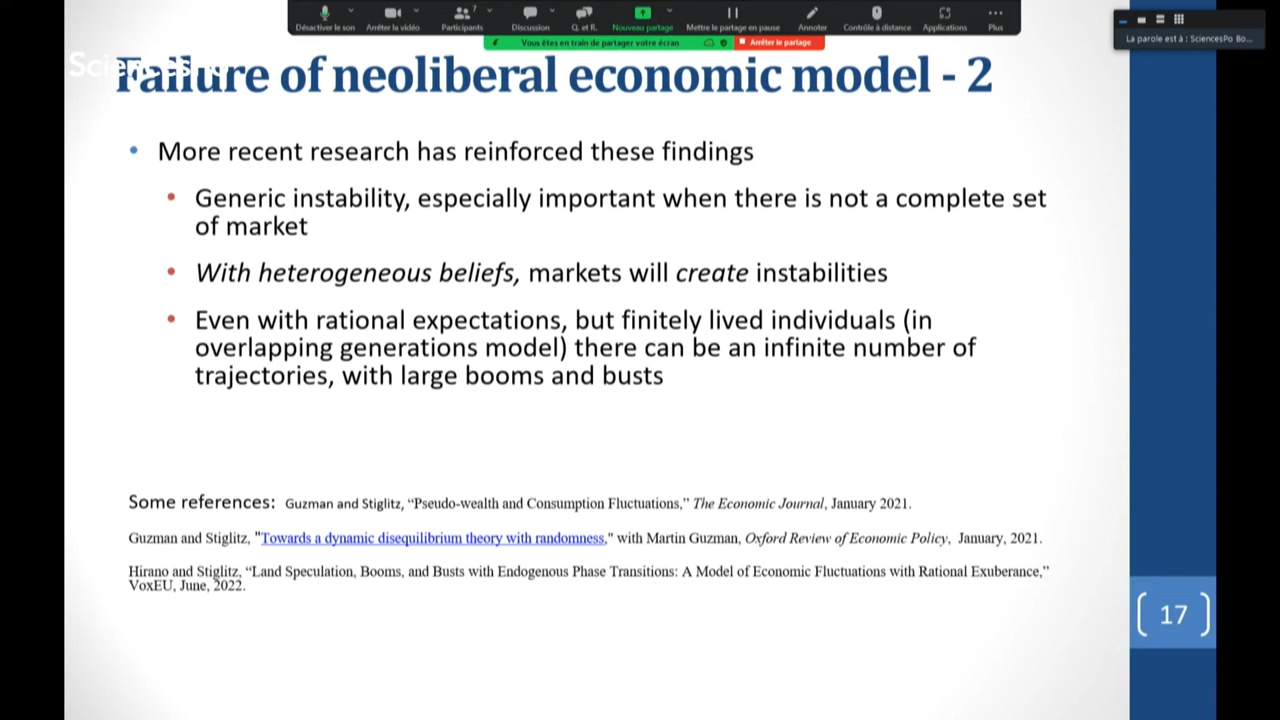 Désactiver le son Arrêter la vidéo Participants 7 Discussion Q. et R. Nouveau partage Mettre le partage en pause Annoter Contrôle à distance Applications Plus
Vous êtes en train de partager votre écran Arrêter le partage
La parole est à : SciencesPo Bo...
SciencesPo
Failure of neoliberal economic model - 2
• More recent research has reinforced these findings
• Generic instability, especially important when there is not a complete set
of market
• With heterogeneous beliefs, markets will create instabilities
• Even with rational expectations, but finitely lived individuals (in
overlapping generations model) there can be an infinite number of
trajectories, with large booms and busts
Some references: Guzman and Stiglitz, “Pseudo-wealth and Consumption Fluctuations,” The Economic Journal, January 2021.
Guzman and Stiglitz, "Towards a dynamic disequilibrium theory with randomness," with Martin Guzman, Oxford Review of Economic Policy, January, 2021.
Hirano and Stiglitz, “Land Speculation, Booms, and Busts with Endogenous Phase Transitions: A Model of Economic Fluctuations with Rational Exuberance,”
VoxEU, June, 2022.
17